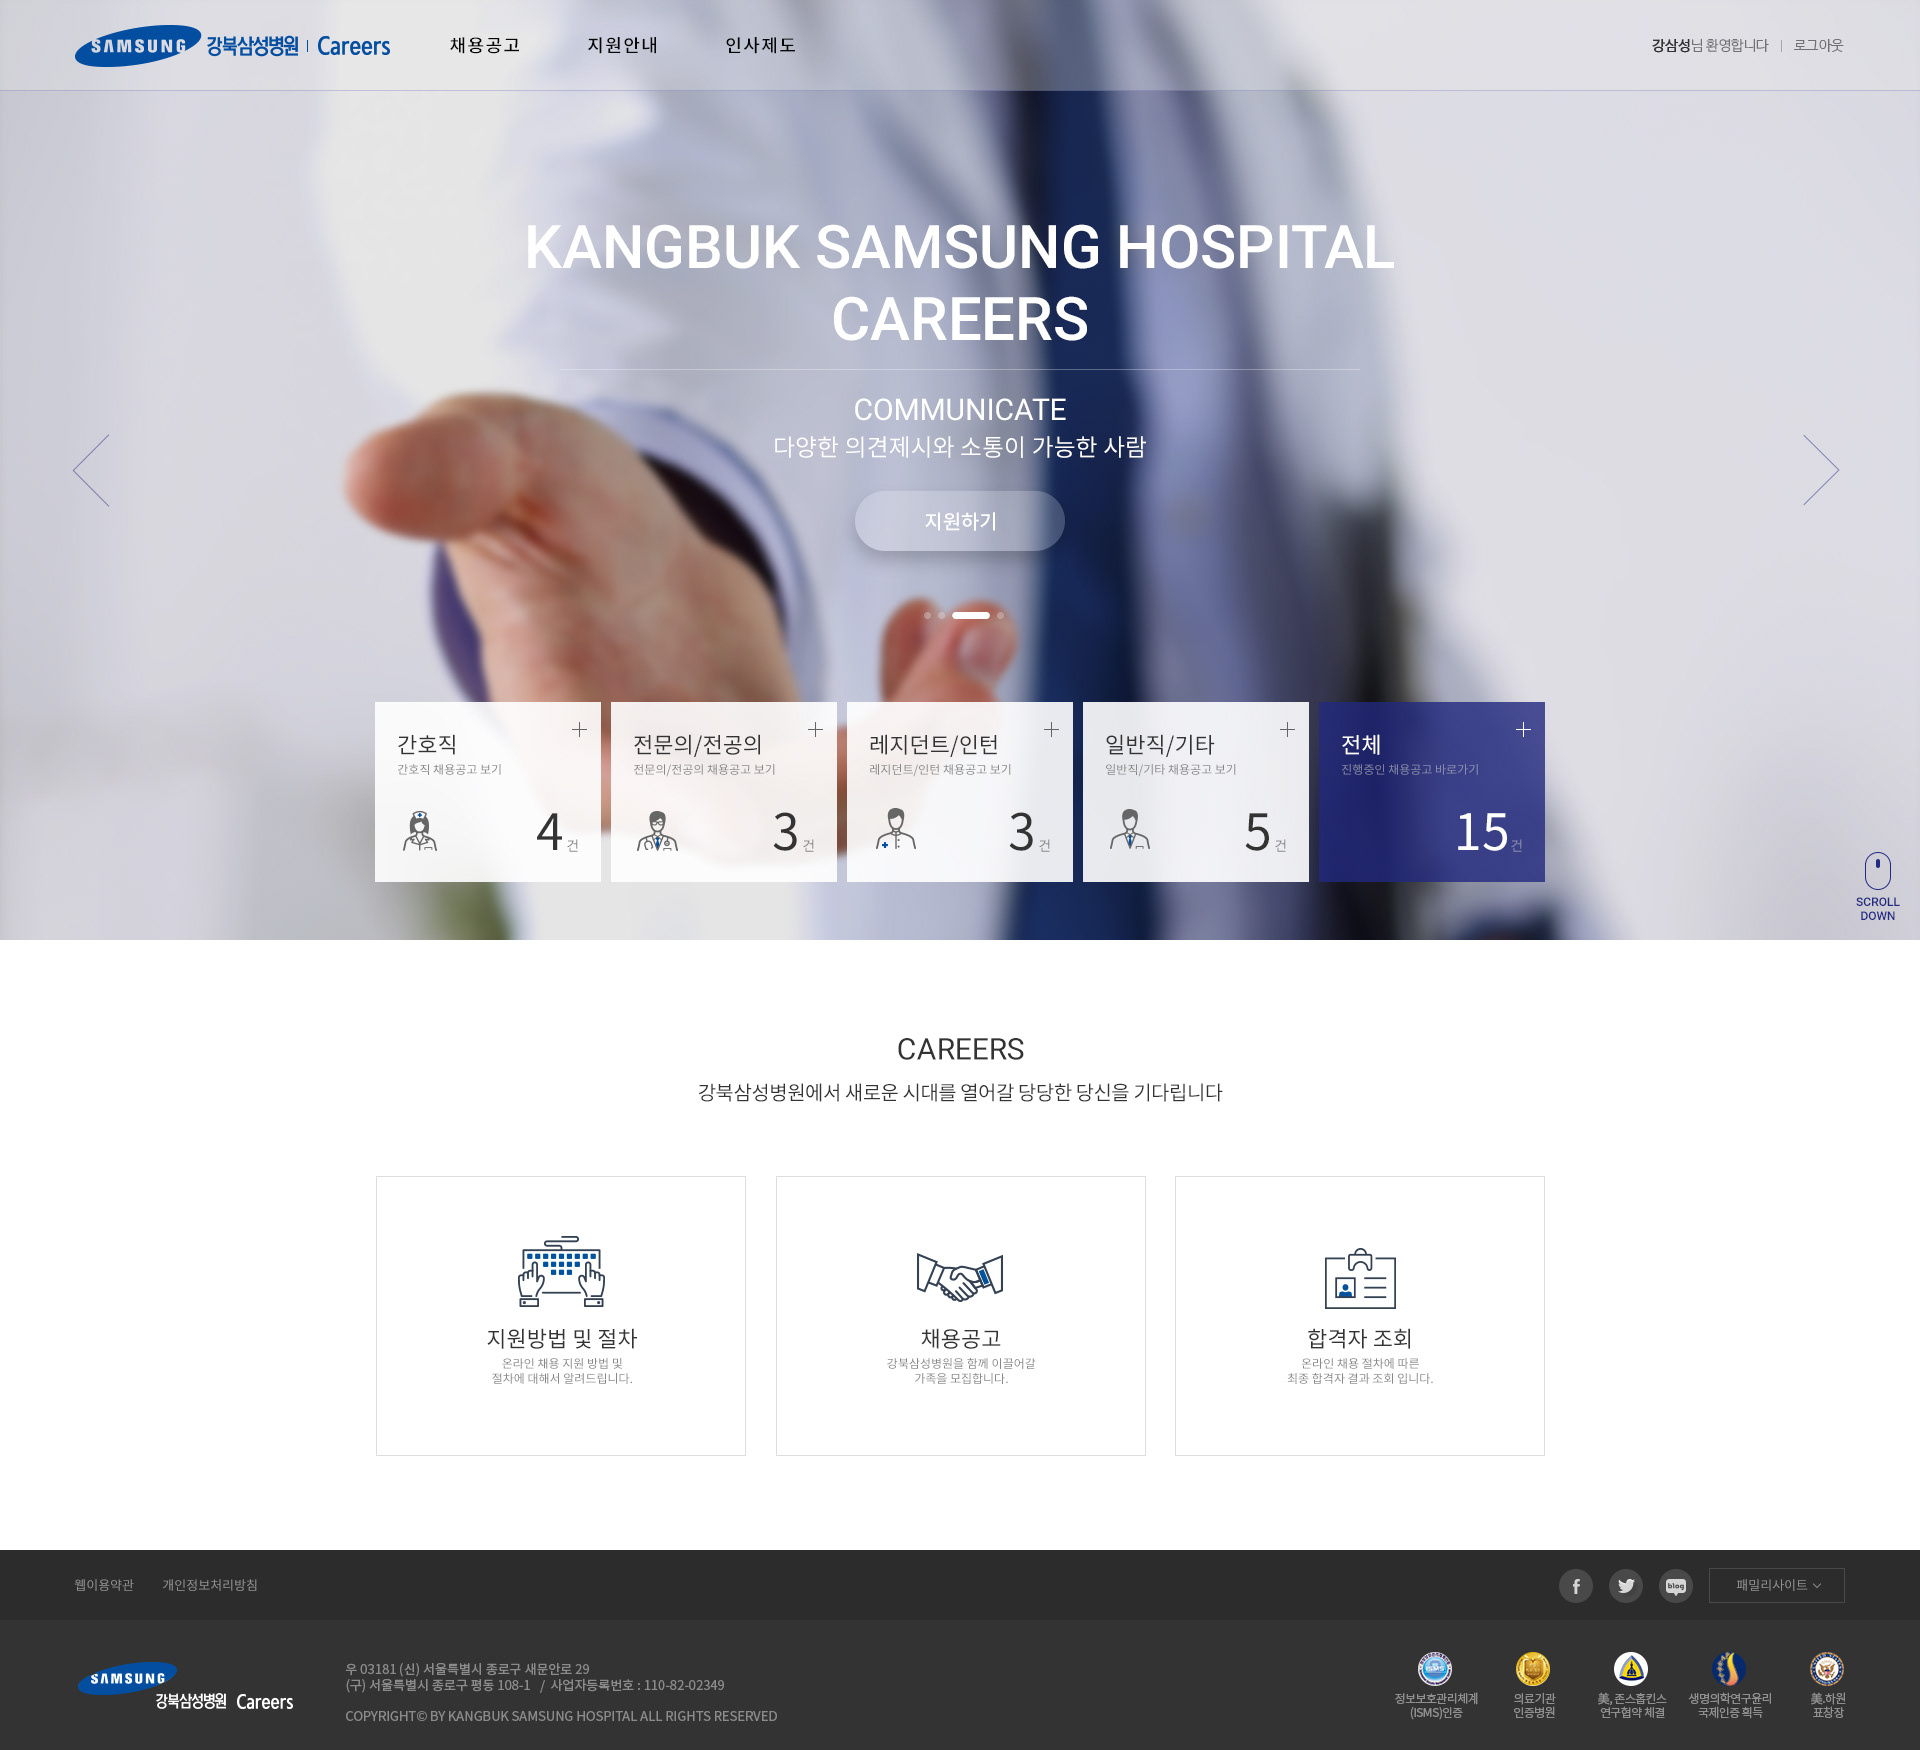 SAMSUNG 강북삼성병원 | Careers
채용공고
지원안내
인사제도
강삼성님 환영합니다 | 로그아웃
KANGBUK SAMSUNG HOSPITAL
CAREERS
COMMUNICATE
다양한 의견제시와 소통이 가능한 사람
지원하기
간호직
간호직 채용공고 보기
4 건
전문의/전공의
전문의/전공의 채용공고 보기
3 건
레지던트/인턴
레지던트/인턴 채용공고 보기
3 건
일반직/기타
일반직/기타 채용공고 보기
5 건
전체
진행중인 채용공고 바로가기
15 건
SCROLL
DOWN
CAREERS
강북삼성병원에서 새로운 시대를 열어갈 당당한 당신을 기다립니다
지원방법 및 절차
온라인 채용 지원 방법 및
절차에 대해서 알려드립니다.
채용공고
강북삼성병원을 함께 이끌어갈
가족을 모집합니다.
합격자 조회
온라인 채용 절차에 따른
최종 합격자 결과 조회 입니다.
웹이용약관
개인정보처리방침
f
blog
패밀리사이트
SAMSUNG
강북삼성병원 Careers
우 03181 (신) 서울특별시 종로구 새문안로 29
(구) 서울특별시 종로구 평동 108-1 / 사업자등록번호 : 110-82-02349
COPYRIGHT© BY KANGBUK SAMSUNG HOSPITAL ALL RIGHTS RESERVED
정보보호관리체계
(ISMS)인증
의료기관
인증병원
美, 존스홉킨스
연구협약 체결
생명의학연구윤리
국제인증 획득
美.하원
표창장